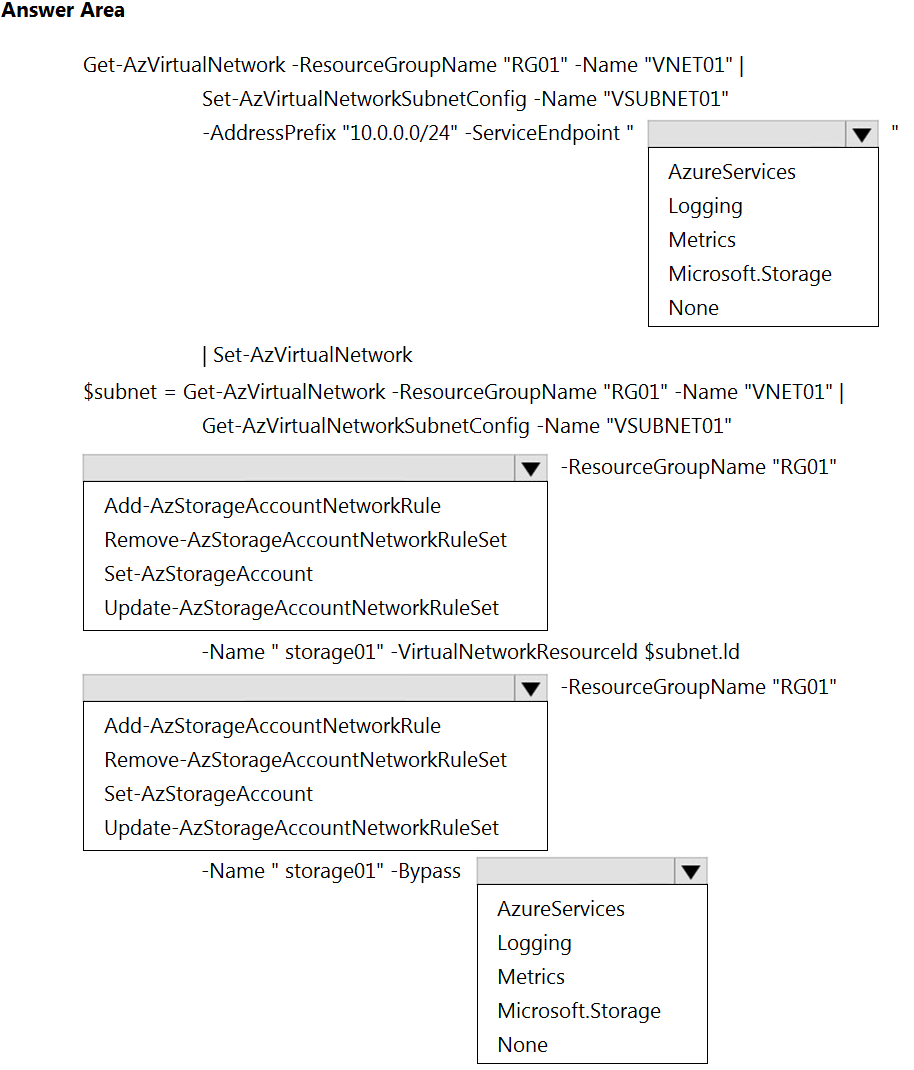 Answer Area
Get-AzVirtualNetwork -ResourceGroupName "RG01" -Name "VNET01" |
Set-AzVirtualNetworkSubnetConfig -Name "VSUBNET01"
-AddressPrefix "10.0.0.0/24" -ServiceEndpoint " "
AzureServices
Logging
Metrics
Microsoft.Storage
None
| Set-AzVirtualNetwork
$subnet = Get-AzVirtualNetwork -ResourceGroupName "RG01" -Name "VNET01" |
Get-AzVirtualNetworkSubnetConfig -Name "VSUBNET01"
-ResourceGroupName "RG01"
Add-AzStorageAccountNetworkRule
Remove-AzStorageAccountNetworkRuleSet
Set-AzStorageAccount
Update-AzStorageAccountNetworkRuleSet
-Name " storage01" -VirtualNetworkResourceId $subnet.ld
-ResourceGroupName "RG01"
Add-AzStorageAccountNetworkRule
Remove-AzStorageAccountNetworkRuleSet
Set-AzStorageAccount
Update-AzStorageAccountNetworkRuleSet
-Name " storage01" -Bypass
AzureServices
Logging
Metrics
Microsoft.Storage
None